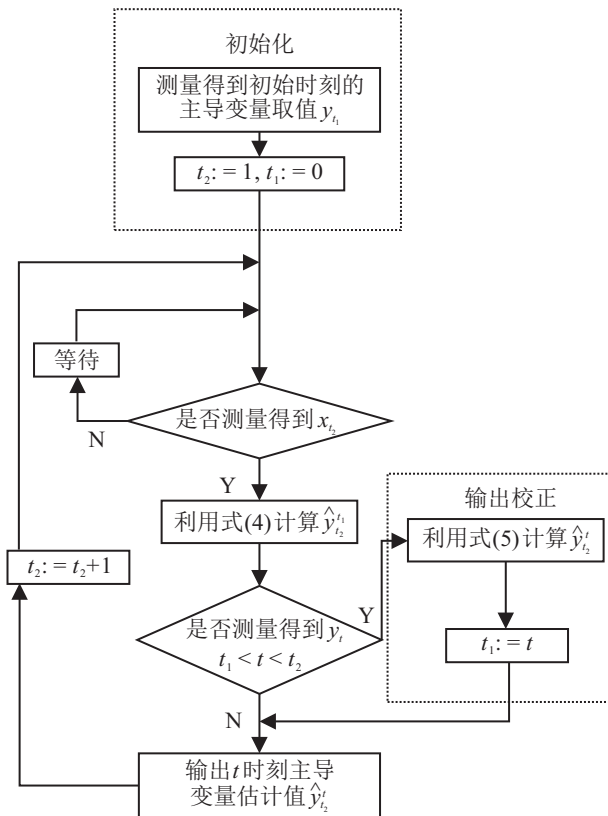 初始化
测量得到初始时刻的
主导变量取值 y_{t_1}
t_2: = 1, t_1: = 0
等待
是否测量得到 x_{t_2}
N
Y
利用式(4)计算 \hat{y}_{t_2}^{t_1}
输出校正
利用式(5)计算 \hat{y}_{t_2}^{t}
t_2: = t_2+1
是否测量得到 y_t
t_1 < t < t_2
Y
t_1: = t
N
输出 t 时刻主导
变量估计值 \hat{y}_{t_2}^{t}